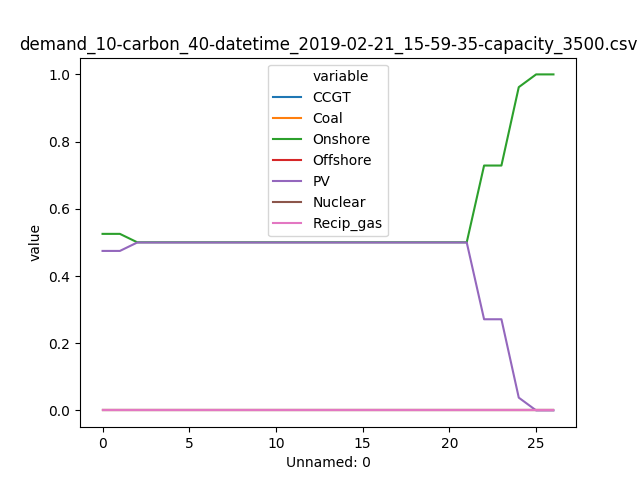 demand_10-carbon_40-datetime_2019-02-21_15-59-35-capacity_3500.csv
variable
CCGT
Coal
Onshore
Offshore
PV
Nuclear
Recip_gas
1.0
0.8
0.6
0.4
0.2
0.0
value
0 5 10 15 20 25
Unnamed: 0